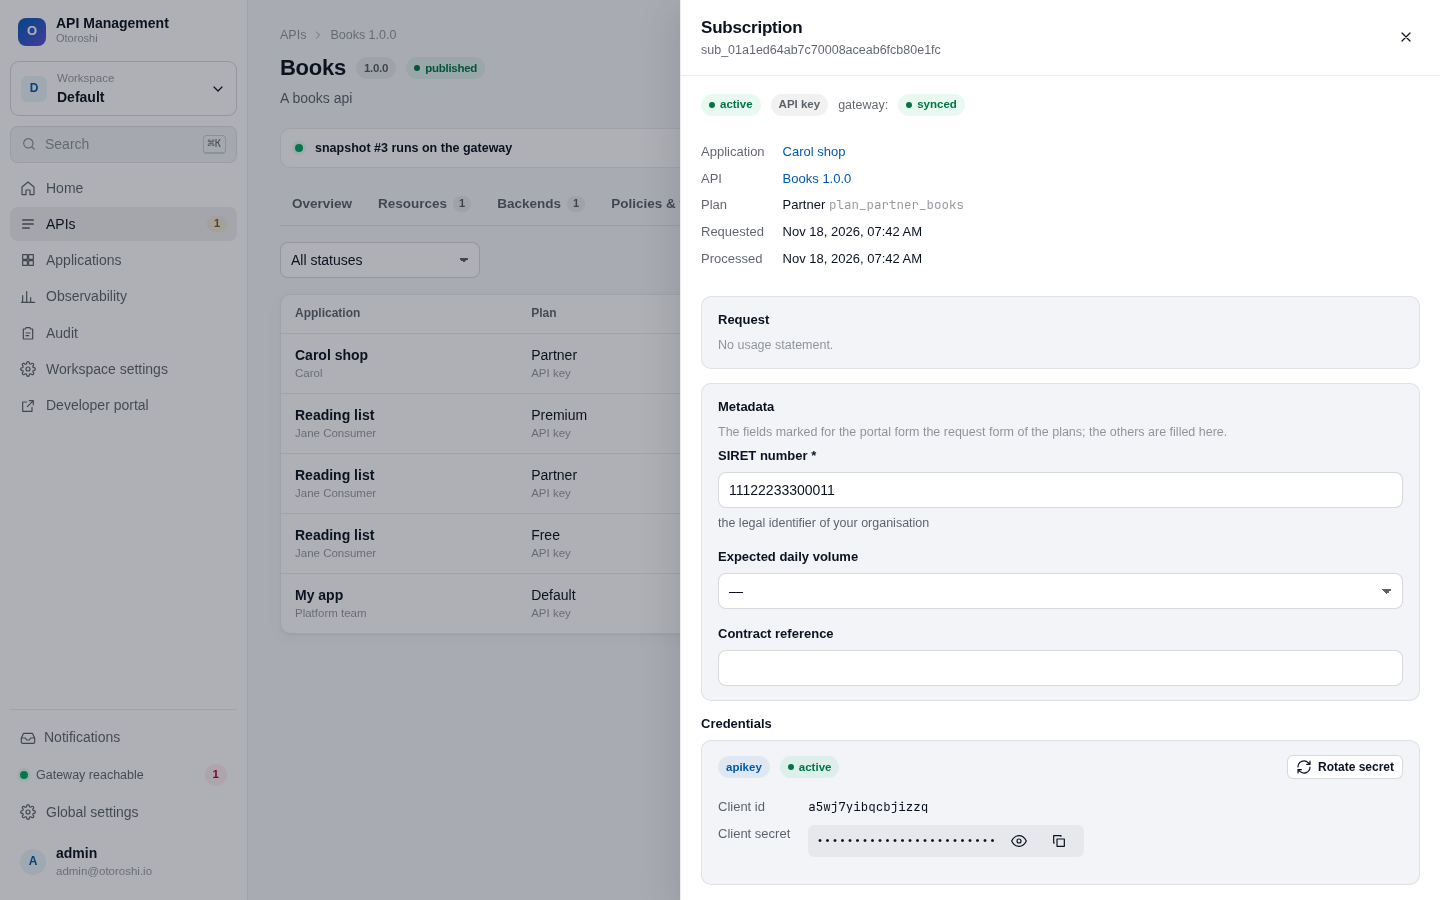 API Management
Otoroshi
Workspace
D Default
Search ⌘K
Home
APIs 1
Applications
Observability
Audit
Workspace settings
Developer portal
Notifications
Gateway reachable 1
Global settings
A admin
admin@otoroshi.io
APIs > Books 1.0.0
Books 1.0.0 published
A books api
snapshot #3 runs on the gateway
Overview Resources 1 Backends 1 Policies &
All statuses
Application Plan
Carol shop Partner
Carol API key
Reading list Premium
Jane Consumer API key
Reading list Partner
Jane Consumer API key
Reading list Free
Jane Consumer API key
My app Default
Platform team API key
Subscription
sub_01a1ed64ab7c70008aceab6fcb80e1fc
active API key gateway: synced
Application Carol shop
API Books 1.0.0
Plan Partner plan_partner_books
Requested Nov 18, 2026, 07:42 AM
Processed Nov 18, 2026, 07:42 AM
Request
No usage statement.
Metadata
The fields marked for the portal form the request form of the plans; the others are filled here.
SIRET number *
11122233300011
the legal identifier of your organisation
Expected daily volume
—
Contract reference
Credentials
apikey active Rotate secret
Client id a5wj7yibqcbjizzq
Client secret ••••••••••••••••••••••••